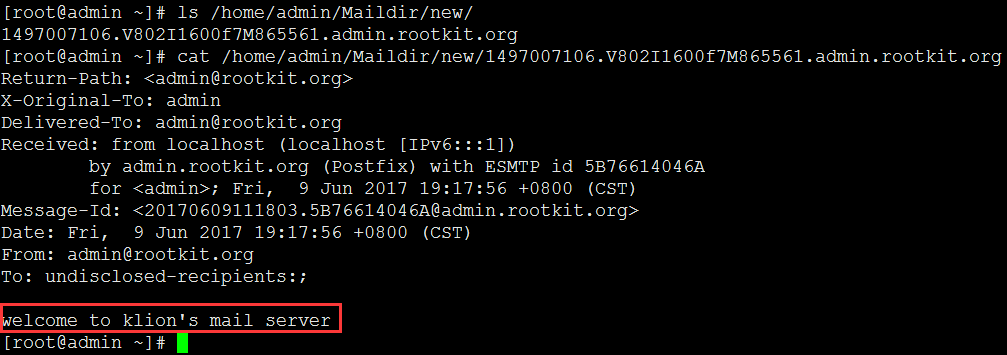 [root@admin ~]# ls /home/admin/Maildir/new/
1497007106.V802I1600f7M865561.admin.rootkit.org
[root@admin ~]# cat /home/admin/Maildir/new/1497007106.V802I1600f7M865561.admin.rootkit.org
Return-Path: <admin@rootkit.org>
X-Original-To: admin
Delivered-To: admin@rootkit.org
Received: from localhost (localhost [IPv6:::1])
        by admin.rootkit.org (Postfix) with ESMTP id 5B76614046A
        for <admin>; Fri,  9 Jun 2017 19:17:56 +0800 (CST)
Message-Id: <20170609111803.5B76614046A@admin.rootkit.org>
Date: Fri,  9 Jun 2017 19:17:56 +0800 (CST)
From: admin@rootkit.org
To: undisclosed-recipients:;
welcome to klion's mail server
[root@admin ~]#